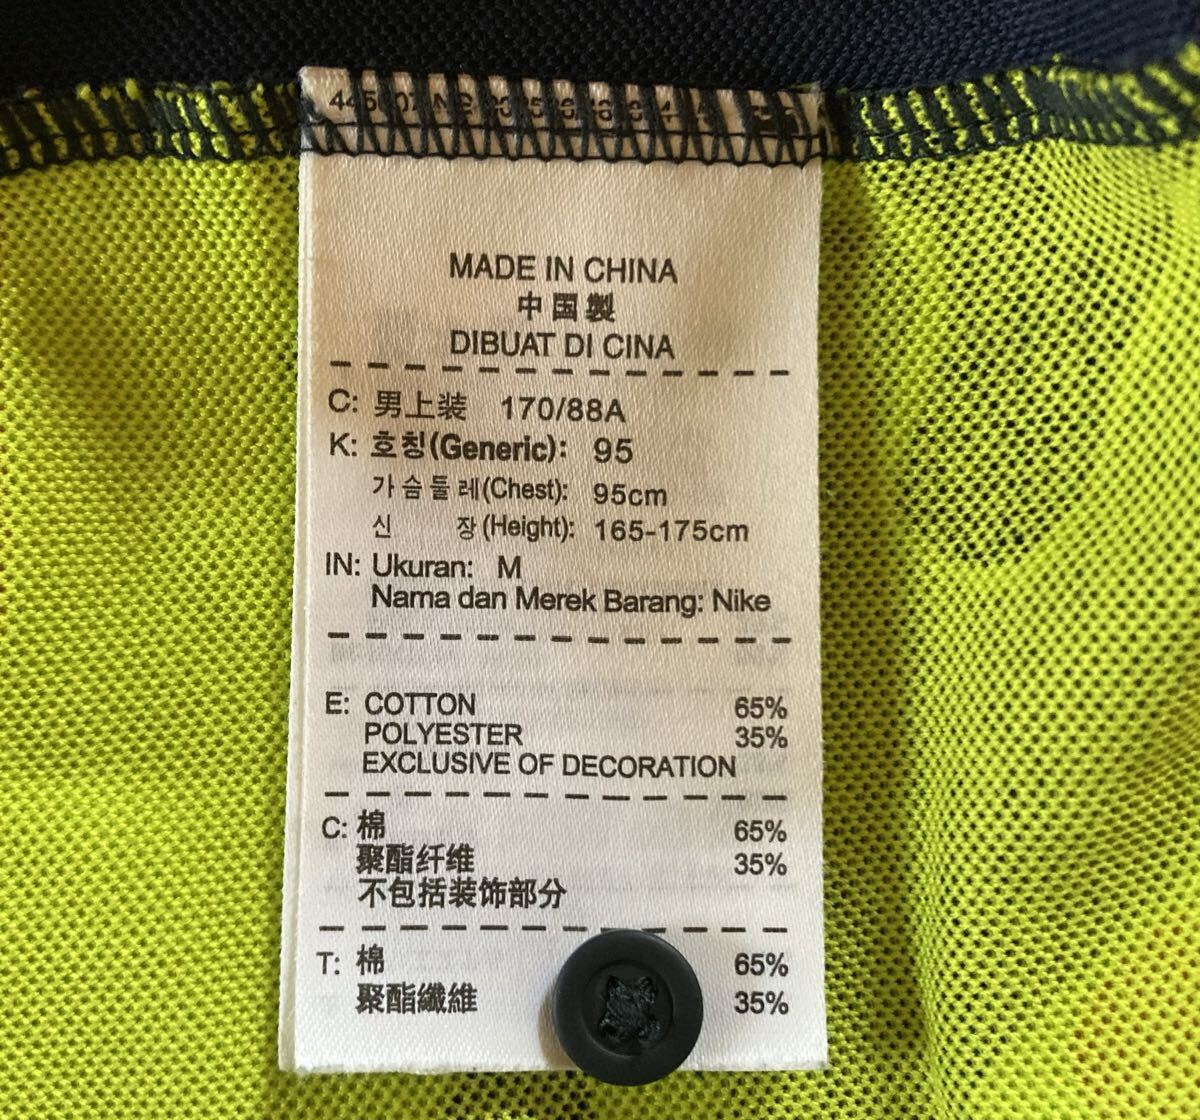 MADE IN CHINA
中国製
DIBUAT DI CINA
C: 男上装 170/88A
K: 호칭(Generic): 95
가슴둘레(Chest): 95cm
신 장(Height): 165-175cm
IN: Ukuran: M
Nama dan Merek Barang: Nike
E: COTTON 65%
POLYESTER 35%
EXCLUSIVE OF DECORATION
C: 棉 65%
聚酯纤维 35%
不包括装饰部分
T: 棉 65%
聚酯纖維 35%